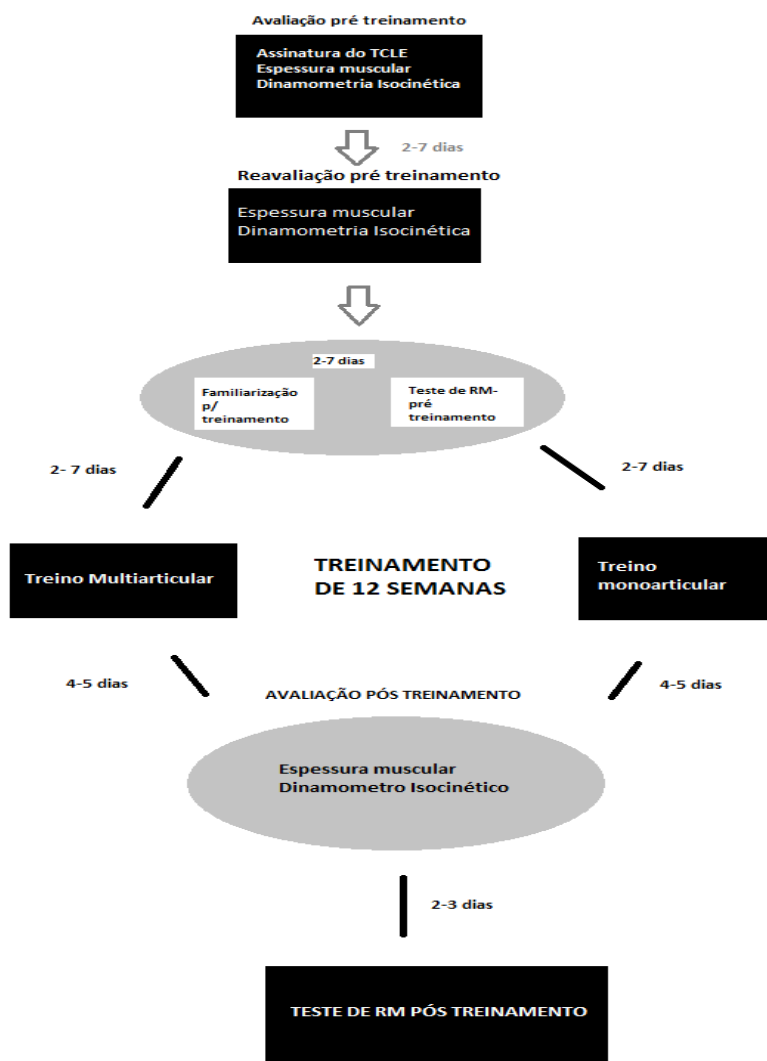 Avaliação pré treinamento
Assinatura do TCLE
Espessura muscular
Dinamometria Isocinética
2-7 dias
Reavaliação pré treinamento
Espessura muscular
Dinamometria Isocinética
2-7 dias
Familiarização
p/
treinamento
Teste de RM-
pré
treinamento
2- 7 dias
2-7 dias
Treino Multiarticular
TREINAMENTO
DE 12 SEMANAS
Treino
monoarticular
4-5 dias
4-5 dias
AVALIAÇÃO PÓS TREINAMENTO
Espessura muscular
Dinamometro Isocinético
2-3 dias
TESTE DE RM PÓS TREINAMENTO